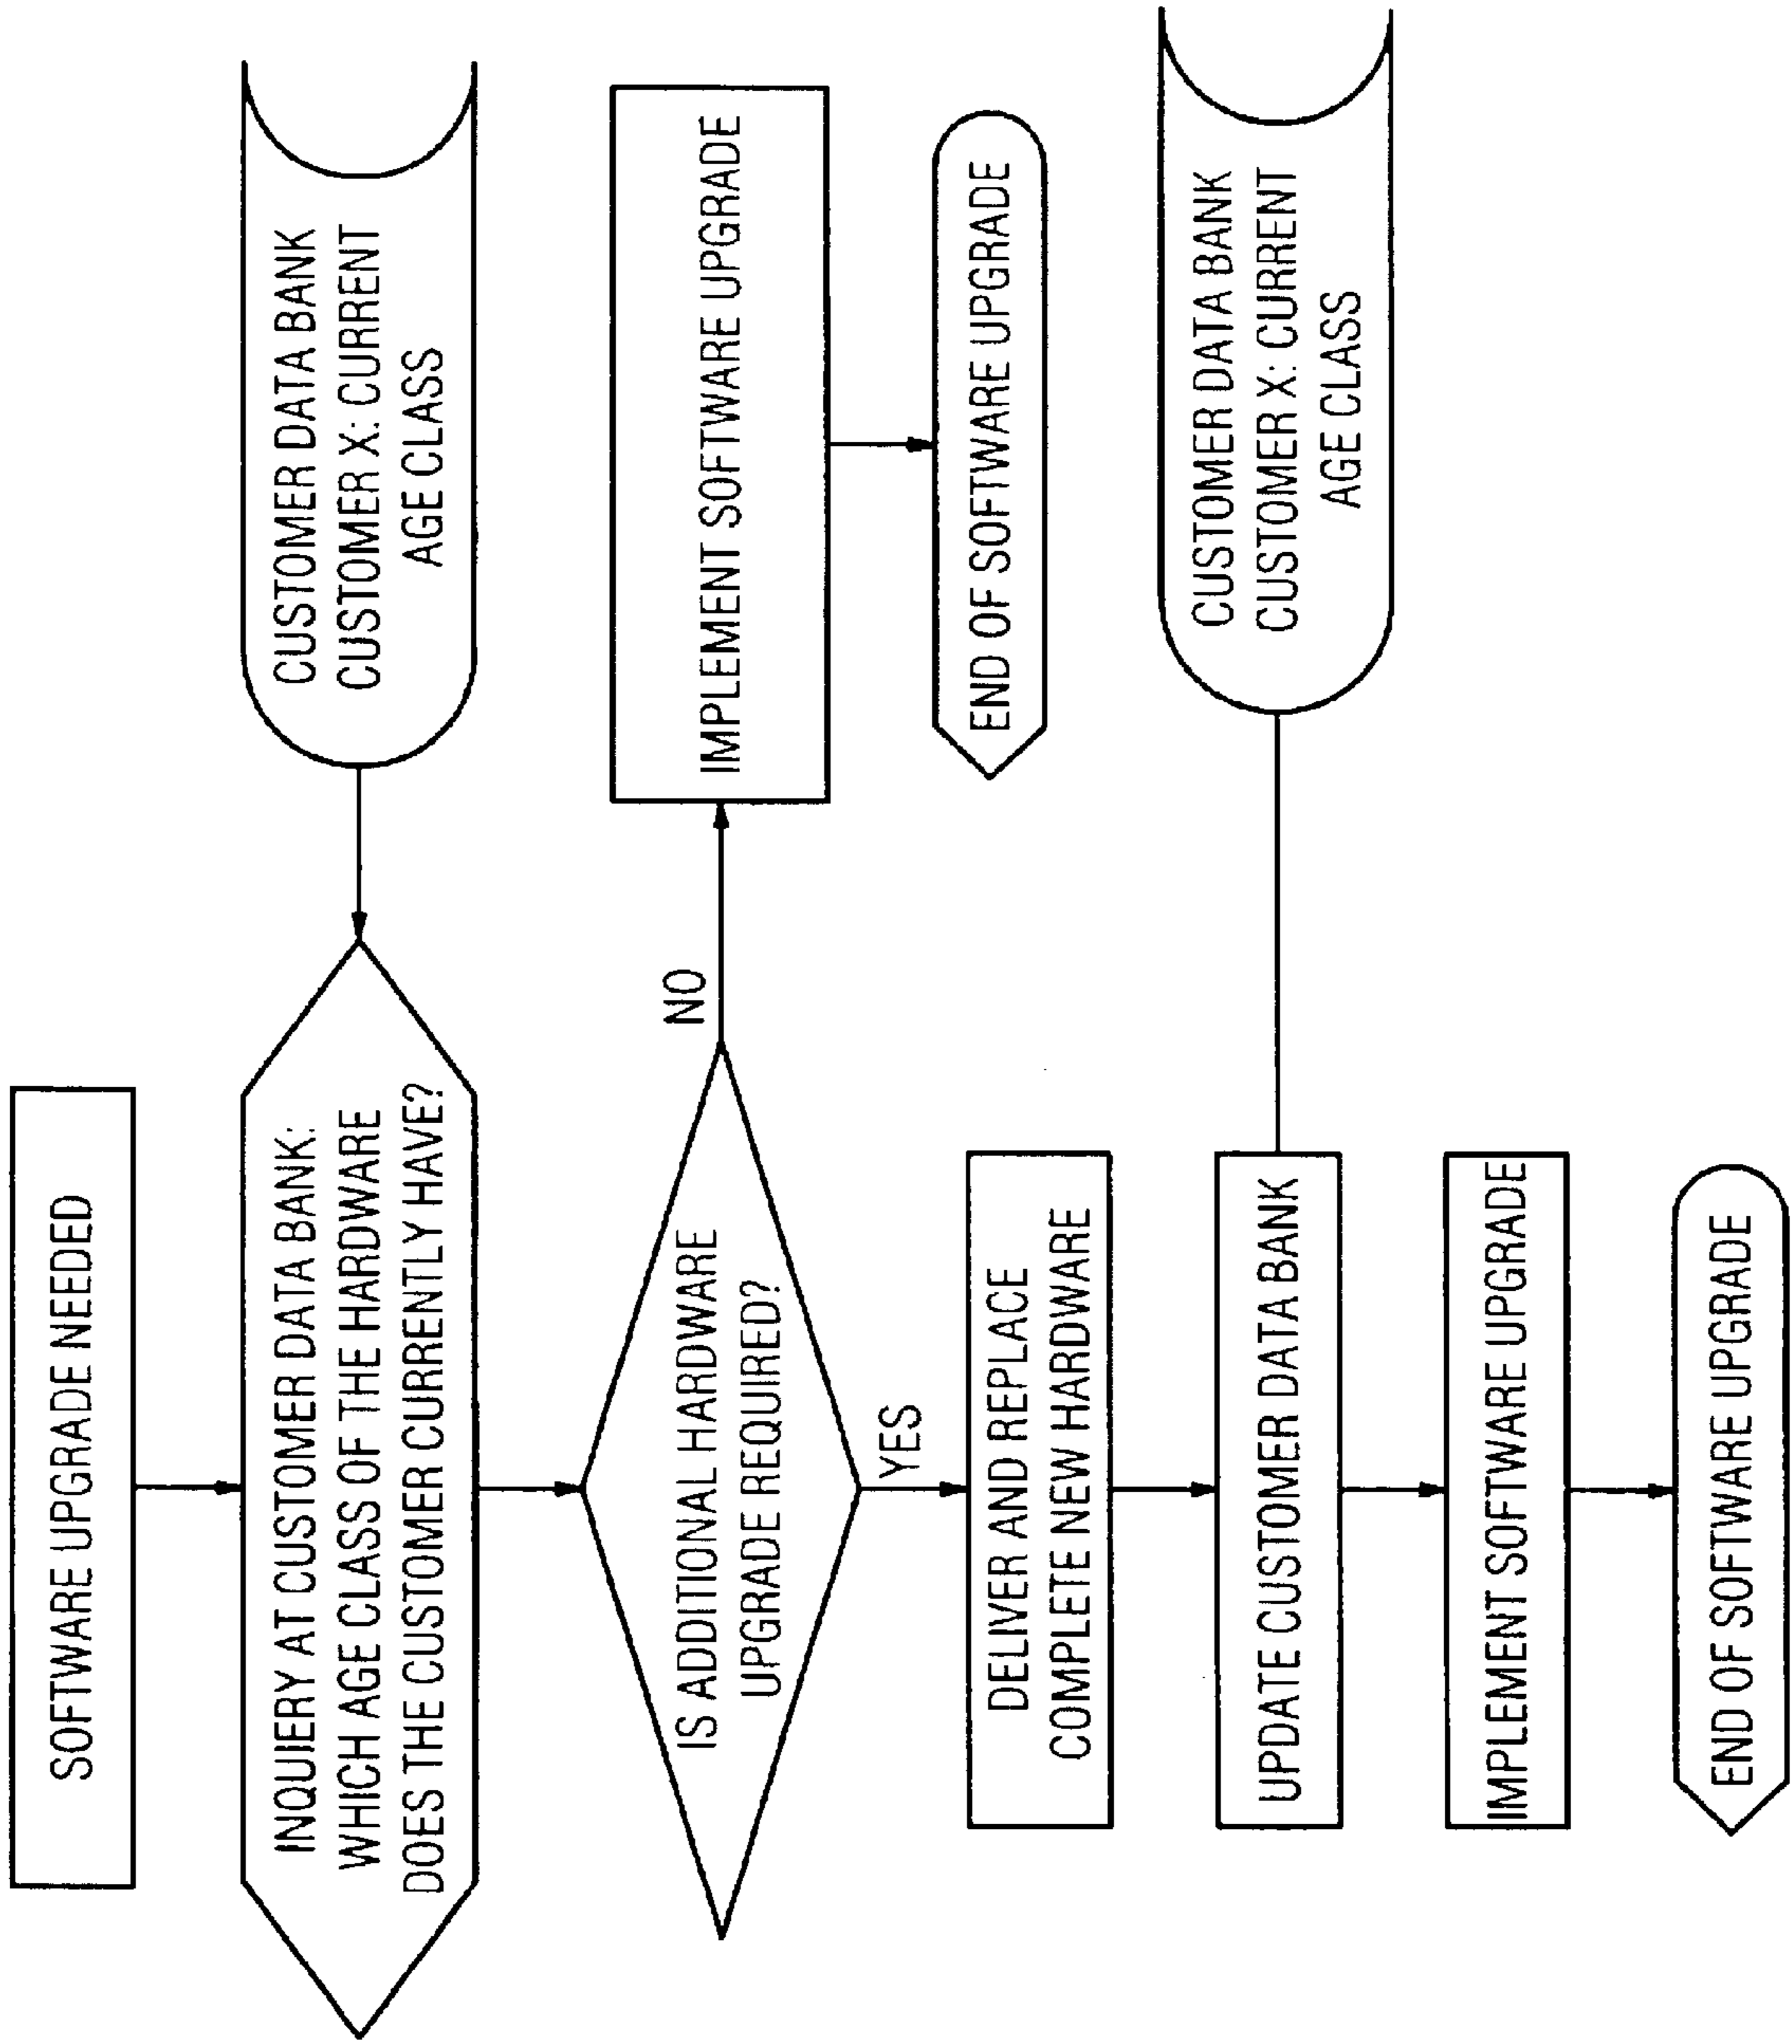 SOFTWARE UPGRADE NEEDED
INQUIERY AT CUSTOMER DATA BANK:
WHICH AGE CLASS OF THE HARDWARE
DOES THE CUSTOMER CURRENTLY HAVE?
CUSTOMER DATA BANK
CUSTOMER X: CURRENT
AGE CLASS
IS ADDITIONAL HARDWARE
UPGRADE REQUIRED?
NO
IMPLEMENT SOFTWARE UPGRADE
END OF SOFTWARE UPGRADE
YES
DELIVER AND REPLACE
COMPLETE NEW HARDWARE
UPDATE CUSTOMER DATA BANK
CUSTOMER DATA BANK
CUSTOMER X: CURRENT
AGE CLASS
IMPLEMENT SOFTWARE UPGRADE
END OF SOFTWARE UPGRADE